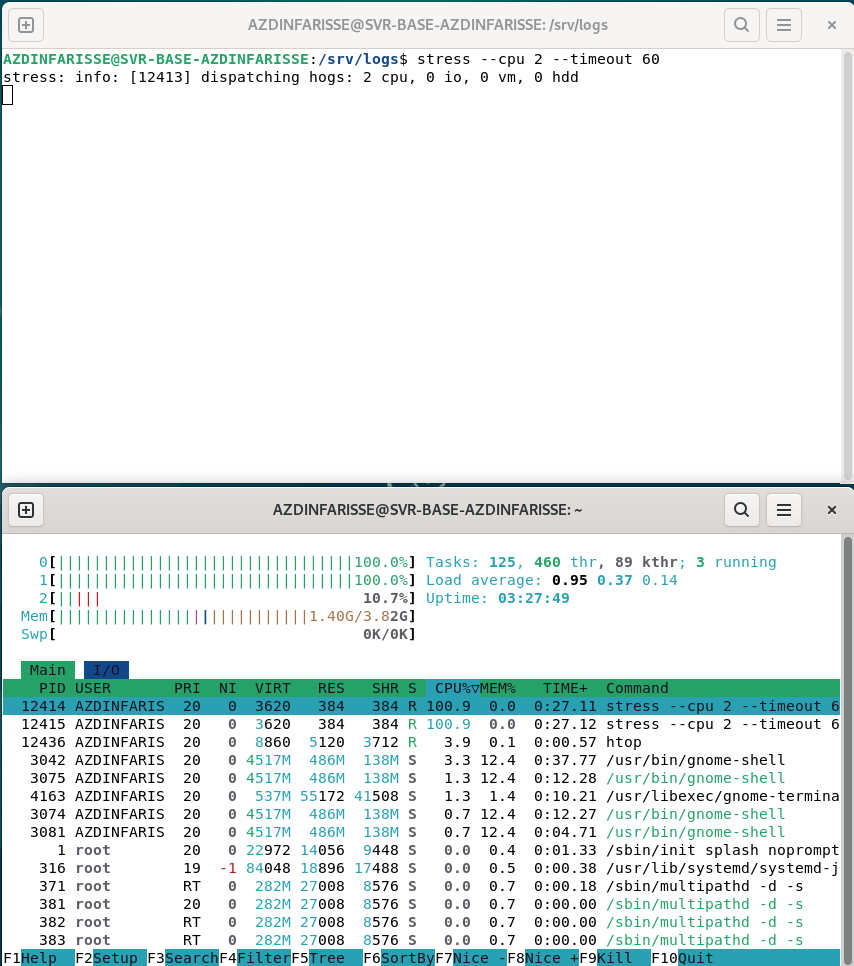 AZDINFARISSE@SVR-BASE-AZDINFARISSE: /srv/logs
AZDINFARISSE@SVR-BASE-AZDINFARISSE:/srv/logs$ stress --cpu 2 --timeout 60
stress: info: [12413] dispatching hogs: 2 cpu, 0 io, 0 vm, 0 hdd
AZDINFARISSE@SVR-BASE-AZDINFARISSE: ~
0[||||||||||||||||||||||||||||||||||100.0%] Tasks: 125, 460 thr, 89 kthr; 3 running
1[||||||||||||||||||||||||||||||||||100.0%] Load average: 0.95 0.37 0.14
2[||||| 10.7%] Uptime: 03:27:49
Mem[||||||||||||||||||||||||||||1.40G/3.82G]
Swp[ 0K/0K]
Main I/O
PID USER PRI NI VIRT RES SHR S CPU%▽MEM% TIME+ Command
12414 AZDINFARIS 20 0 3620 384 384 R 100.9 0.0 0:27.11 stress --cpu 2 --timeout 6
12415 AZDINFARIS 20 0 3620 384 384 R 100.9 0.0 0:27.12 stress --cpu 2 --timeout 6
12436 AZDINFARIS 20 0 8860 5120 3712 R 3.9 0.1 0:00.57 htop
3042 AZDINFARIS 20 0 4517M 486M 138M S 3.3 12.4 0:37.77 /usr/bin/gnome-shell
3075 AZDINFARIS 20 0 4517M 486M 138M S 1.3 12.4 0:12.28 /usr/bin/gnome-shell
4163 AZDINFARIS 20 0 537M 55172 41508 S 1.3 1.4 0:10.21 /usr/libexec/gnome-termina
3074 AZDINFARIS 20 0 4517M 486M 138M S 0.7 12.4 0:12.27 /usr/bin/gnome-shell
3081 AZDINFARIS 20 0 4517M 486M 138M S 0.7 12.4 0:04.71 /usr/bin/gnome-shell
1 root 20 0 22972 14056 9448 S 0.0 0.4 0:01.33 /sbin/init splash noprompt
316 root 19 -1 84048 18896 17488 S 0.0 0.5 0:00.38 /usr/lib/systemd/systemd-j
371 root RT 0 282M 27008 8576 S 0.0 0.7 0:00.18 /sbin/multipathd -d -s
381 root 20 0 282M 27008 8576 S 0.0 0.7 0:00.00 /sbin/multipathd -d -s
382 root RT 0 282M 27008 8576 S 0.0 0.7 0:00.00 /sbin/multipathd -d -s
383 root RT 0 282M 27008 8576 S 0.0 0.7 0:00.00 /sbin/multipathd -d -s
F1Help F2Setup F3SearchF4FilterF5Tree F6SortByF7Nice -F8Nice +F9Kill F10Quit